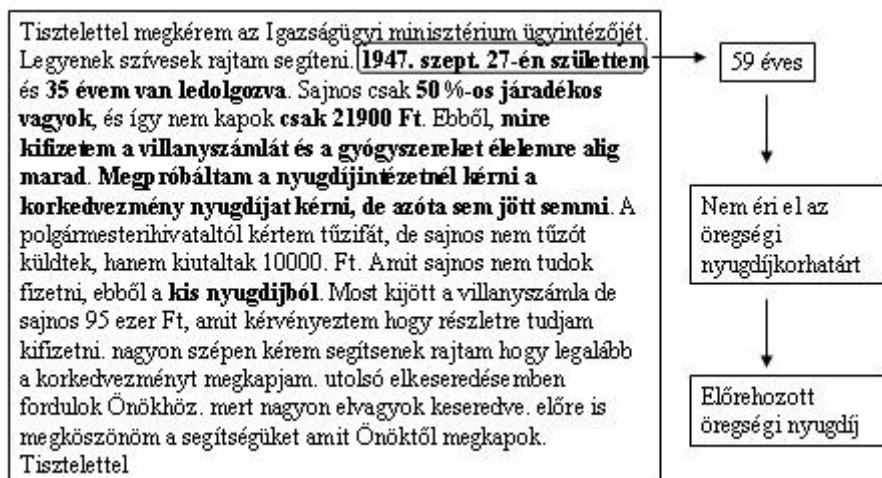 Tisztelettel megkérem az Igazságügyi minisztérium ügyintézőjét.
Legyenek szívesek rajtam segíteni. 1947. szept. 27-én születtem
és 35 évem van ledolgozva. Sajnos csak 50 %-os járadékos
vagyok, és így nem kapok csak 21900 Ft. Ebből, mire
kifizetem a villanyszámlát és a gyógyszereket élelemre alig
marad. Megpróbáltam a nyugdíjintézetnél kérni a
korkedvezmény nyugdíjat kérni, de azóta sem jött semmi. A
polgármesterihivataltól kértem tűzifát, de sajnos nem tűzót
küldtek, hanem kiutaltak 10000. Ft. Amit sajnos nem tudok
fizetni, ebből a kis nyugdijból. Most kijött a villanyszámla de
sajnos 95 ezer Ft, amit kérvényeztem hogy részletre tudjam
kifizetni. nagyon szépen kérem segítsenek rajtam hogy legalább
a korkedvezményt megkapjam. utolsó elkeseredésemben
fordulok Önökhöz. mert nagyon elvagyok keseredve. előre is
megköszönöm a segítségüket amit Önöktől megkapok.
Tisztelettel
59 éves
Nem éri el az
öregségi
nyugdíjkorhatárt
Előrehozott
öregségi nyugdíj